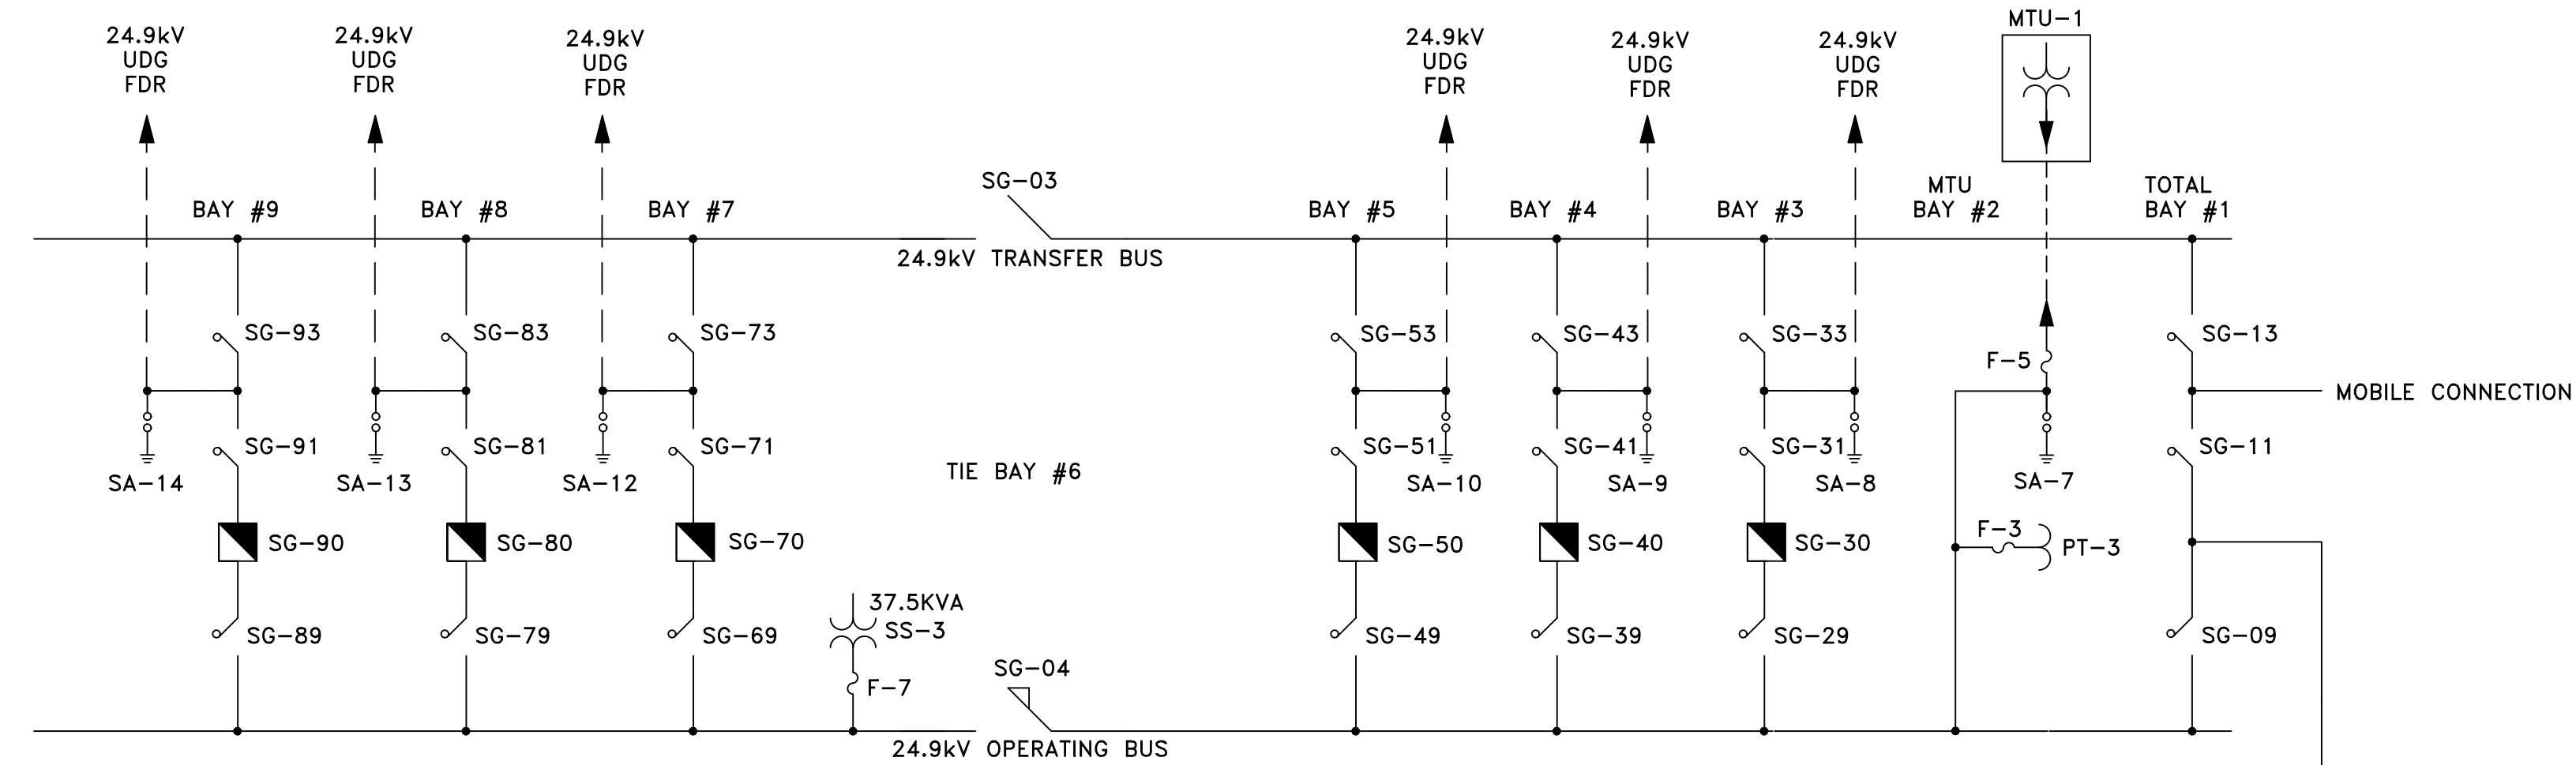 MTU-1
24.9kV
UDG
FDR
24.9kV
UDG
FDR
24.9kV
UDG
FDR
24.9kV
UDG
FDR
24.9kV
UDG
FDR
24.9kV
UDG
FDR
SG-03
BAY #9
BAY #8
BAY #7
BAY #5
BAY #4
BAY #3
MTU
BAY #2
TOTAL
BAY #1
24.9kV TRANSFER BUS
SG-93
SG-83
SG-73
SG-53
SG-43
SG-33
F-5
SG-13
MOBILE CONNECTION
SG-91
SG-81
SG-71
SG-51
SG-41
SG-31
SG-11
SA-14
SA-13
SA-12
TIE BAY #6
SA-10
SA-9
SA-8
SA-7
SG-90
SG-80
SG-70
SG-50
SG-40
SG-30
F-3
PT-3
37.5KVA
SS-3
SG-89
SG-79
SG-69
SG-49
SG-39
SG-29
SG-09
SG-04
F-7
24.9kV OPERATING BUS